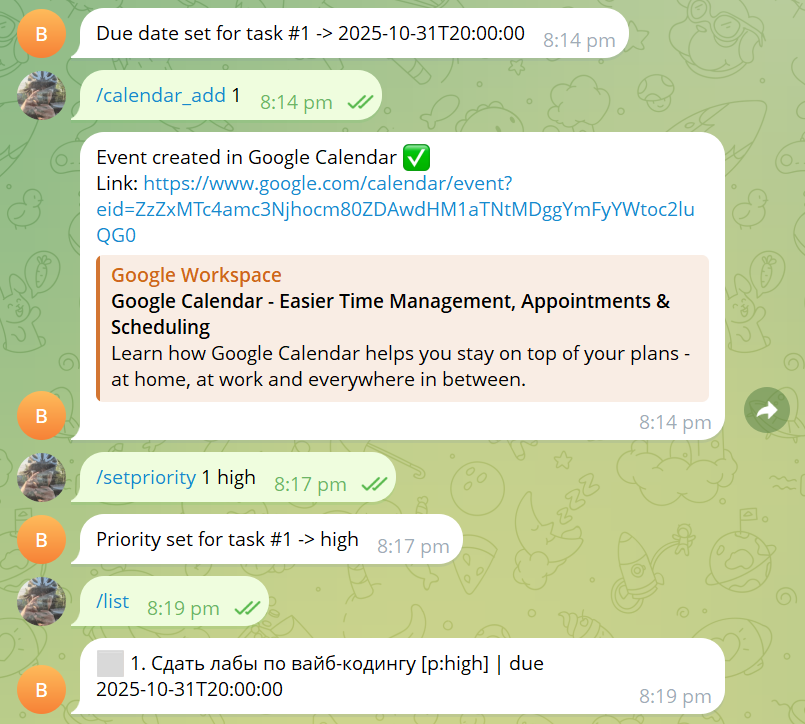 B
Due date set for task #1 -> 2025-10-31T20:00:00 8:14 pm
/calendar_add 1 8:14 pm
Event created in Google Calendar ✅
Link: https://www.google.com/calendar/event?
eid=ZzZxMTc4amc3Njhocm80ZDAwdHM1aTNtMDggYmFyYWtoc2lu
QG0
Google Workspace
Google Calendar - Easier Time Management, Appointments &
Scheduling
Learn how Google Calendar helps you stay on top of your plans -
at home, at work and everywhere in between.
B
8:14 pm
/setpriority 1 high 8:17 pm
B
Priority set for task #1 -> high 8:17 pm
/list 8:19 pm
1. Сдать лабы по вайб-кодингу [p:high] | due
2025-10-31T20:00:00 8:19 pm
B